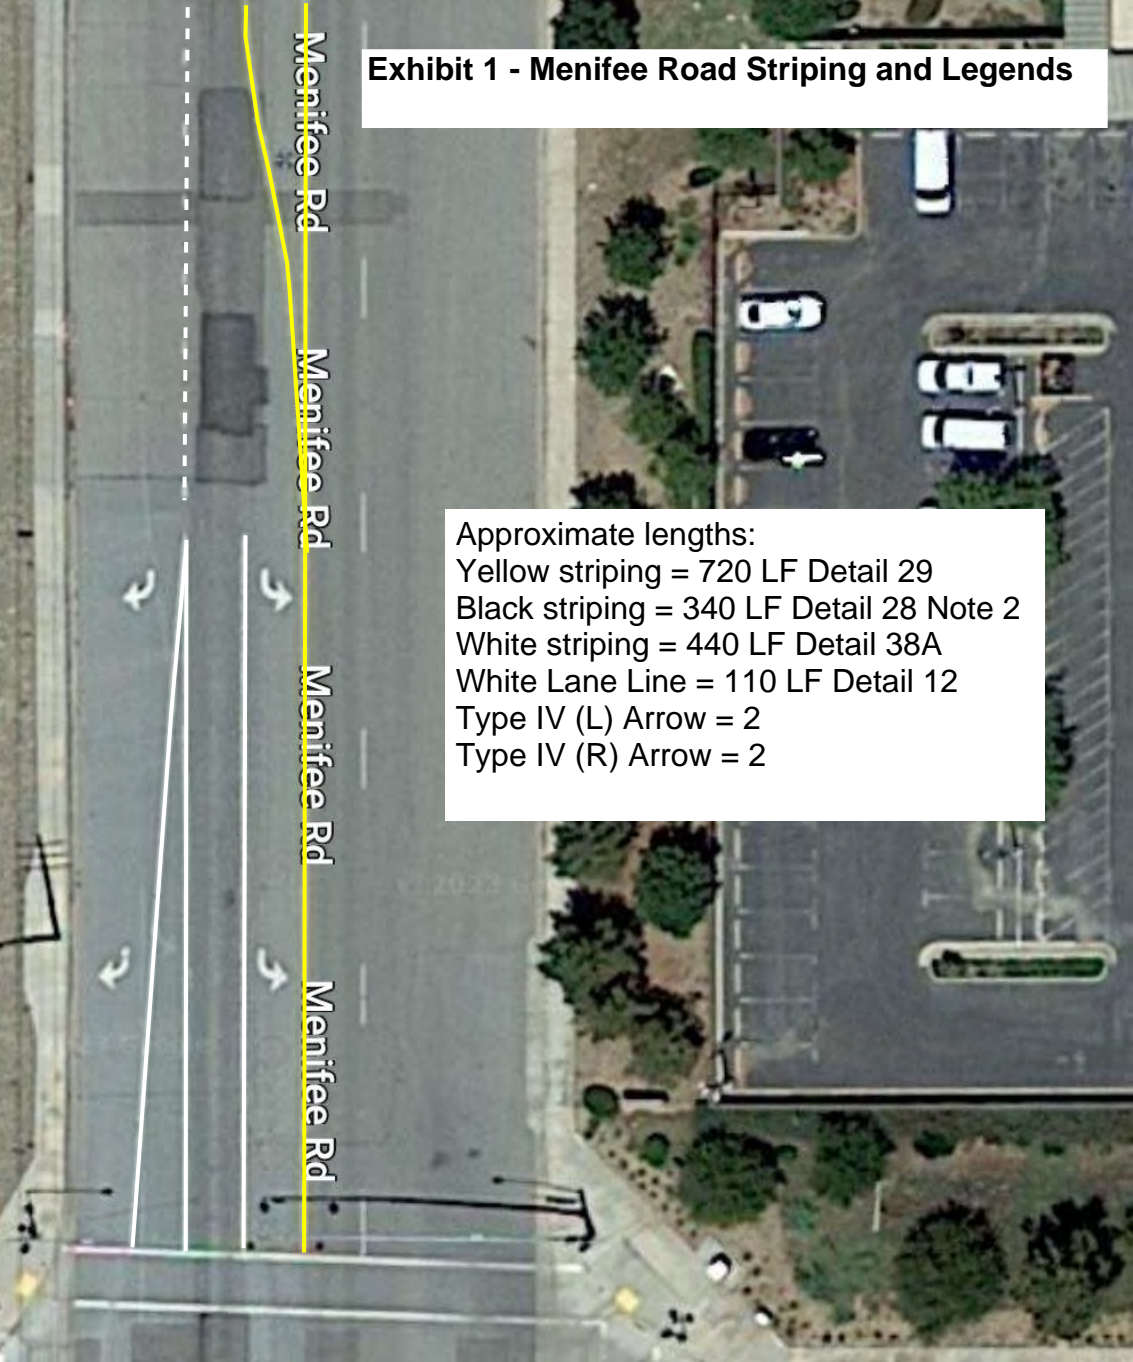 Exhibit 1 - Menifee Road Striping and Legends
Menifee Rd
Menifee Rd
Approximate lengths:
Yellow striping = 720 LF Detail 29
Black striping = 340 LF Detail 28 Note 2
White striping = 440 LF Detail 38A
White Lane Line = 110 LF Detail 12
Type IV (L) Arrow = 2
Type IV (R) Arrow = 2
Menifee Rd
2023
Menifee Rd